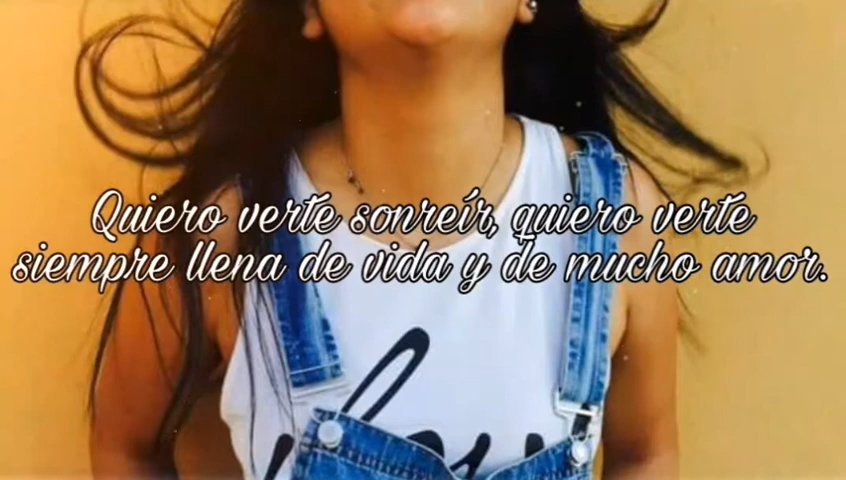 Quiero verte sonreír, quiero verte
siempre llena de vida y de mucho amor.